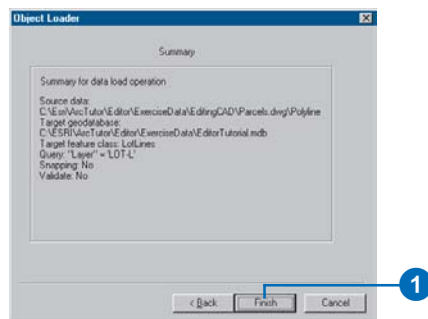 Object Loader
Summary
Summary for data load operation
Source data:
C:\Esri\ArcTutor\Editor\ExerciseData\EditingCAD\Parcels.dwg\Polyline
Target geodatabase:
C:\ESRI\ArcTutor\Editor\ExerciseData\EditorTutorial.mdb
Target feature class: LotLines
Query: "Layer" = 'LOT-L'
Snapping: No
Validate: No
< Back Finish Cancel
1